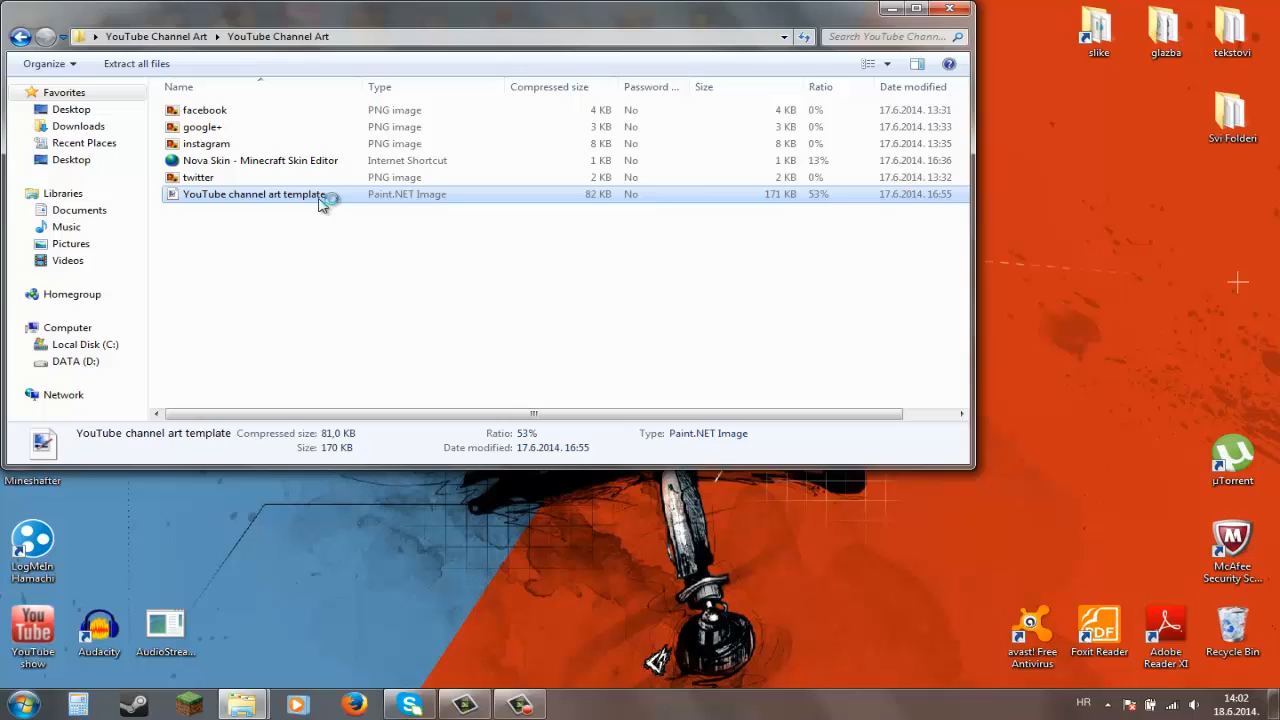 YouTube Channel Art
YouTube Channel Art
Search YouTube Chann...
Organize
Extract all files
Name
Type
Compressed size
Password ...
Size
Ratio
Date modified
Favorites
Desktop
Downloads
Recent Places
Desktop
Libraries
Documents
Music
Pictures
Videos
Homegroup
Computer
Local Disk (C:)
DATA (D:)
Network
facebook PNG image 4 KB No 4 KB 0% 17.6.2014. 13:31
google+ PNG image 3 KB No 3 KB 0% 17.6.2014. 13:33
instagram PNG image 8 KB No 8 KB 0% 17.6.2014. 13:35
Nova Skin - Minecraft Skin Editor Internet Shortcut 1 KB No 1 KB 13% 17.6.2014. 16:36
twitter PNG image 2 KB No 2 KB 0% 17.6.2014. 13:32
YouTube channel art template Paint.NET Image 82 KB No 171 KB 53% 17.6.2014. 16:55
YouTube channel art template Compressed size: 81,0 KB Ratio: 53% Type: Paint.NET Image
Size: 170 KB Date modified: 17.6.2014. 16:55
slike
glazba
tekstovi
Svi Folderi
µTorrent
McAfee
Security Sc...
Mineshafter
LogMeIn
Hamachi
You
Tube
YouTube
show
Audacity
AudioStrea...
avast! Free
Antivirus
PDF
Foxit Reader
Adobe
Reader XI
Recycle Bin
HR
14:02
18.6.2014.